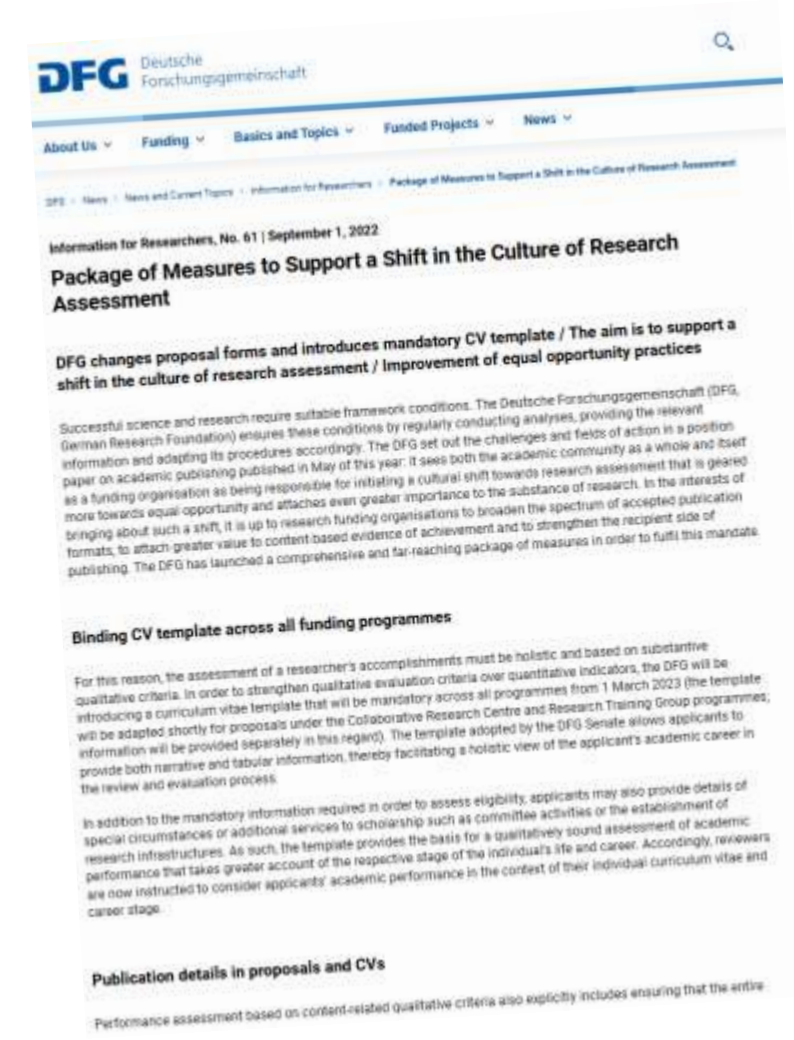 DFG Deutsche
Forschungsgemeinschaft
About Us Funding Basics and Topics Funded Projects News
DFG News News and Current Topics Information for Researchers Package of Measures to Support a Shift in the Culture of Research Assessment
Information for Researchers, No. 61 | September 1, 2022
Package of Measures to Support a Shift in the Culture of Research
Assessment
DFG changes proposal forms and introduces mandatory CV template / The aim is to support a
shift in the culture of research assessment / Improvement of equal opportunity practices
Successful science and research require suitable framework conditions. The Deutsche Forschungsgemeinschaft (DFG,
German Research Foundation) ensures these conditions by regularly conducting analyses, providing the relevant
information and adapting its procedures accordingly. The DFG set out the challenges and fields of action in a position
paper on academic publishing published in May of this year: it sees both the academic community as a whole and itself
as a funding organisation as being responsible for initiating a cultural shift towards research assessment that is geared
more towards equal opportunity and attaches even greater importance to the substance of research. In the interests of
bringing about such a shift, it is up to research funding organisations to broaden the spectrum of accepted publication
formats, to attach greater value to content-based evidence of achievement and to strengthen the recipient side of
publishing. The DFG has launched a comprehensive and far-reaching package of measures in order to fulfil this mandate.
Binding CV template across all funding programmes
For this reason, the assessment of a researcher's accomplishments must be holistic and based on substantive
qualitative criteria. In order to strengthen qualitative evaluation criteria over quantitative indicators, the DFG will be
introducing a curriculum vitae template that will be mandatory across all programmes from 1 March 2023 (the template
will be adapted shortly for proposals under the Collaborative Research Centre and Research Training Group programmes;
information will be provided separately in this regard). The template adopted by the DFG Senate allows applicants to
provide both narrative and tabular information, thereby facilitating a holistic view of the applicant's academic career in
the review and evaluation process.
In addition to the mandatory information required in order to assess eligibility, applicants may also provide details of
special circumstances or additional services to scholarship such as committee activities or the establishment of
research infrastructures. As such, the template provides the basis for a qualitatively sound assessment of academic
performance that takes greater account of the respective stage of the individual's life and career. Accordingly, reviewers
are now instructed to consider applicants' academic performance in the context of their individual curriculum vitae and
career stage.
Publication details in proposals and CVs
Performance assessment based on content-related qualitative criteria also explicitly includes ensuring that the entire